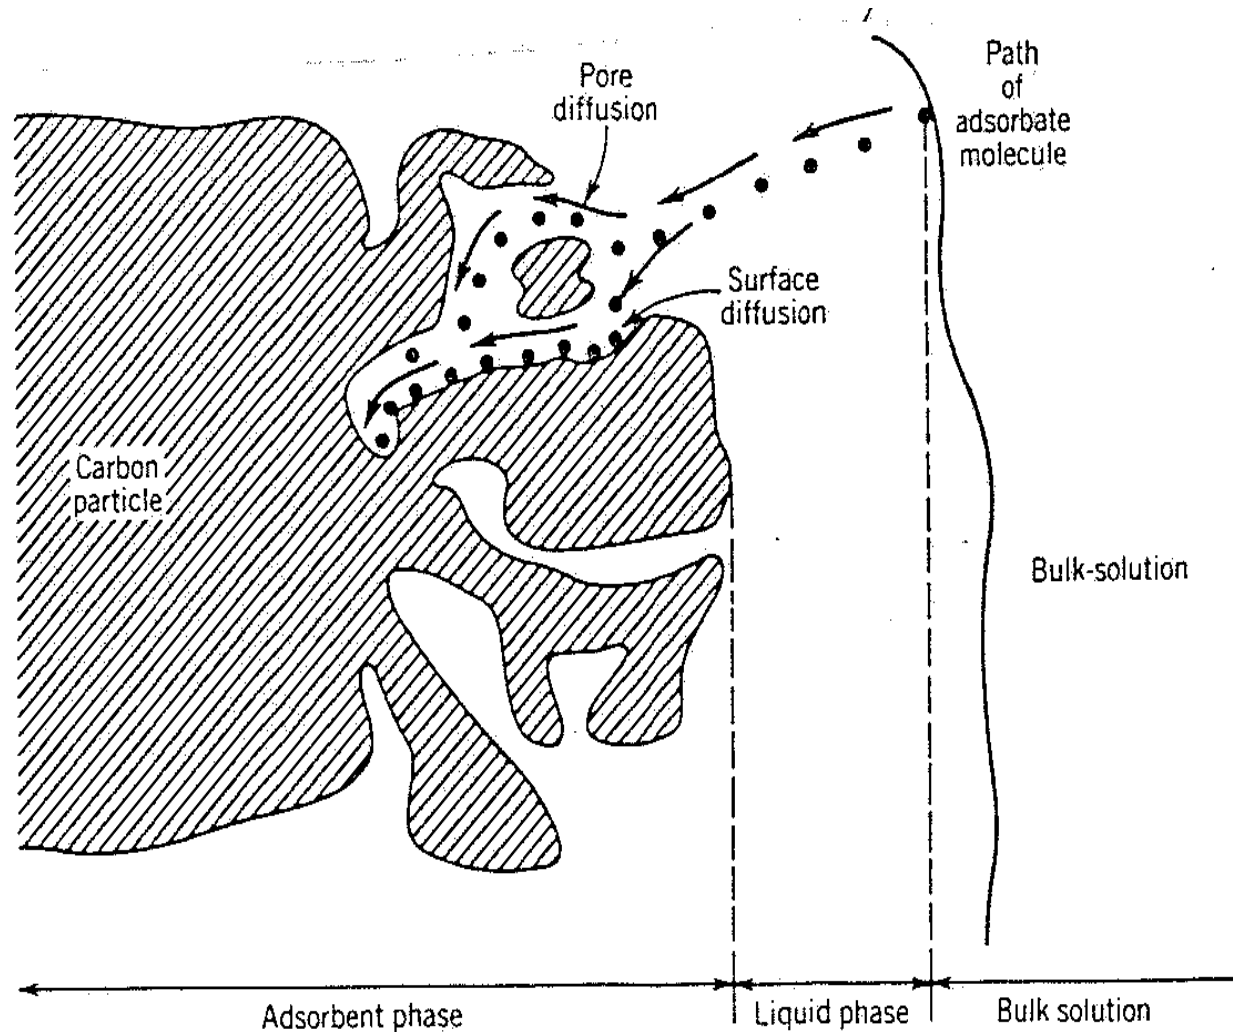 Path
of
adsorbate
molecule
Pore
diffusion
Surface
diffusion
Carbon
particle
Bulk-solution
Adsorbent phase
Liquid phase
Bulk solution